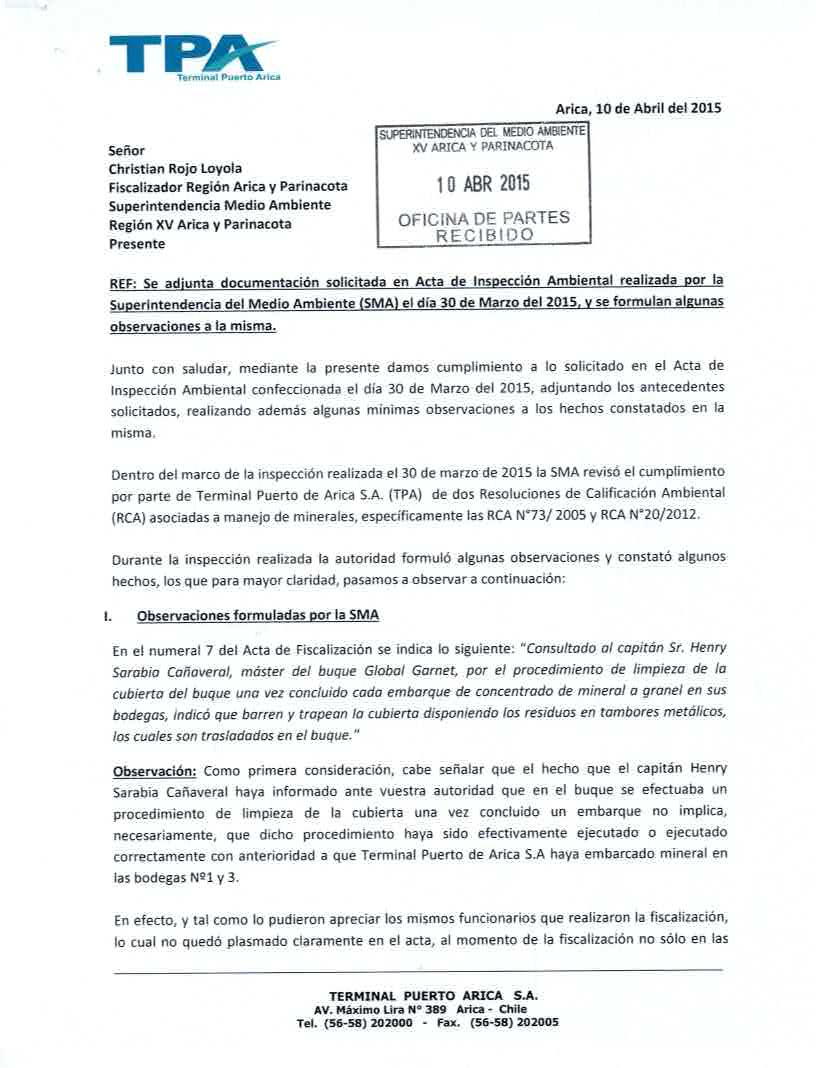 TPA
Terminal Puerto Arica
Arica, 10 de Abril del 2015
Señor
Christian Rojo Loyola
Fiscalizador Región Arica y Parinacota
Superintendencia Medio Ambiente
Región XV Arica y Parinacota
Presente
SUPERINTENDENCIA DEL MEDIO AMBIENTE
XV ARICA Y PARINACOTA
10 ABR 2015
OFICINA DE PARTES
RECIBIDO
REF: Se adjunta documentación solicitada en Acta de Inspección Ambiental realizada por la
Superintendencia del Medio Ambiente (SMA) el día 30 de Marzo del 2015, y se formulan algunas
observaciones a la misma.
Junto con saludar, mediante la presente damos cumplimiento a lo solicitado en el Acta de
Inspección Ambiental confeccionada el día 30 de Marzo del 2015, adjuntando los antecedentes
solicitados, realizando además algunas mínimas observaciones a los hechos constatados en la
misma.
Dentro del marco de la inspección realizada el 30 de marzo de 2015 la SMA revisó el cumplimiento
por parte de Terminal Puerto de Arica S.A. (TPA) de dos Resoluciones de Calificación Ambiental
(RCA) asociadas a manejo de minerales, específicamente las RCA N°73/ 2005 y RCA N°20/2012.
Durante la inspección realizada la autoridad formuló algunas observaciones y constató algunos
hechos, los que para mayor claridad, pasamos a observar a continuación:
I. Observaciones formuladas por la SMA
En el numeral 7 del Acta de Fiscalización se indica lo siguiente: "Consultado al capitán Sr. Henry
Sarabia Cañaveral, máster del buque Global Garnet, por el procedimiento de limpieza de la
cubierta del buque una vez concluido cada embarque de concentrado de mineral a granel en sus
bodegas, indicó que barren y trapean la cubierta disponiendo los residuos en tambores metálicos,
los cuales son trasladados en el buque."
Observación: Como primera consideración, cabe señalar que el hecho que el capitán Henry
Sarabia Cañaveral haya informado ante vuestra autoridad que en el buque se efectuaba un
procedimiento de limpieza de la cubierta una vez concluido un embarque no implica,
necesariamente, que dicho procedimiento haya sido efectivamente ejecutado o ejecutado
correctamente con anterioridad a que Terminal Puerto de Arica S.A haya embarcado mineral en
las bodegas Nº1 y 3.
En efecto, y tal como lo pudieron apreciar los mismos funcionarios que realizaron la fiscalización,
lo cual no quedó plasmado claramente en el acta, al momento de la fiscalización no sólo en las
TERMINAL PUERTO ARICA S.A.
AV. Máximo Lira N° 389 Arica - Chile
Tel. (56-58) 202000 - Fax. (56-58) 202005